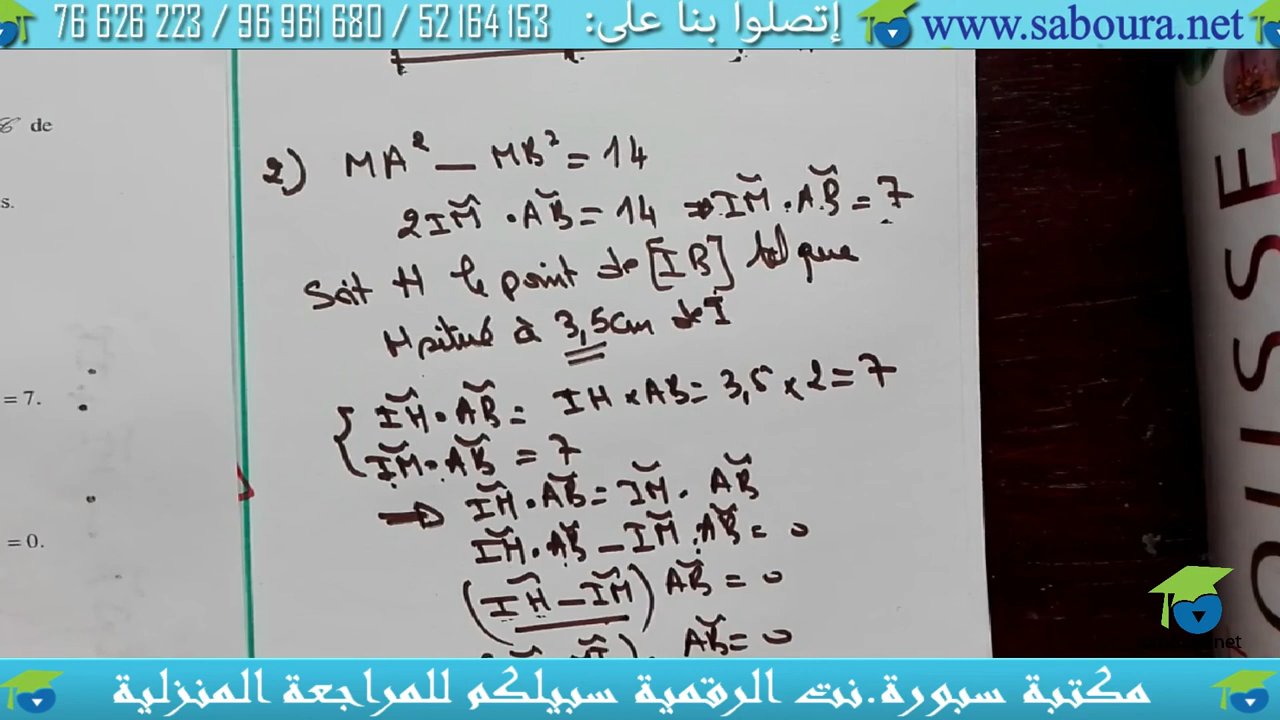 76 626 223 / 96 961 680 / 52 164 153 إتصلوا بنا على: www.saboura.net
𝒞 de
s.
= 7.
= 0.
2) MA² — MB² = 14
2IM⃗ · AB⃗ = 14 ⇒ IM⃗ · AB⃗ = 7
Soit H le point de [IB] tel que
H situé à 3,5cm de I
IH⃗ · AB⃗ = IH × AB = 3,5 × 2 = 7
IM⃗ · AB⃗ = 7
⇒ IH⃗ · AB⃗ = IM⃗ · AB⃗
IH⃗ · AB⃗ — IM⃗ · AB⃗ = 0
(IH⃗ — IM⃗) AB⃗ = 0
AB⃗ = 0
OLISSE
.net
مكتبة سبورة.نت الرقمية سبيلكم للمراجعة المنزلية